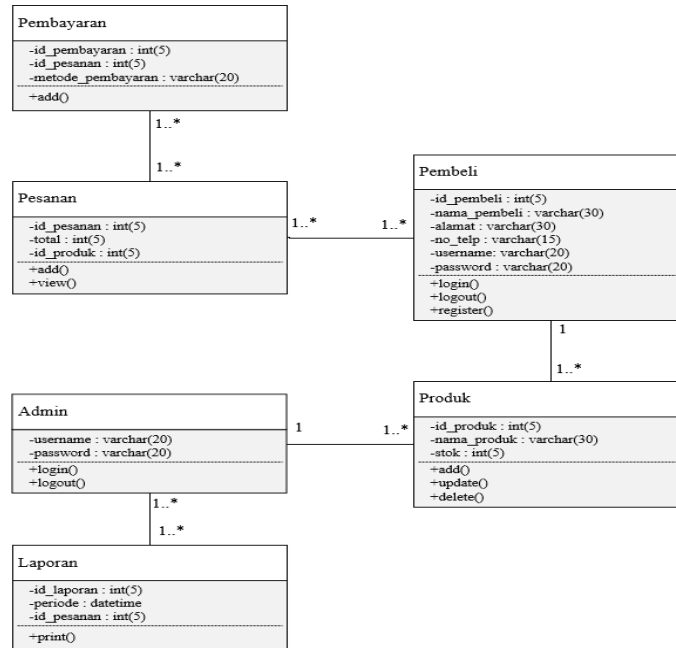 Pembayaran
-id_pembayaran : int(5)
-id_pesanan : int(5)
-metode_pembayaran : varchar(20)
+add()
1..*
1..*
Pesanan
-id_pesanan : int(5)
-total : int(5)
-id_produk : int(5)
+add()
+view()
1..*
1..*
Pembeli
-id_pembeli : int(5)
-nama_pembeli : varchar(30)
-alamat : varchar(30)
-no_telp : varchar(15)
-username: varchar(20)
-password : varchar(20)
+login()
+logout()
+register()
1
1..*
Produk
-id_produk : int(5)
-nama_produk : varchar(30)
-stok : int(5)
+add()
+update()
+delete()
1
1..*
Admin
-username : varchar(20)
-password : varchar(20)
+login()
+logout()
1..*
1..*
Laporan
-id_laporan : int(5)
-periode : datetime
-id_pesanan : int(5)
+print()